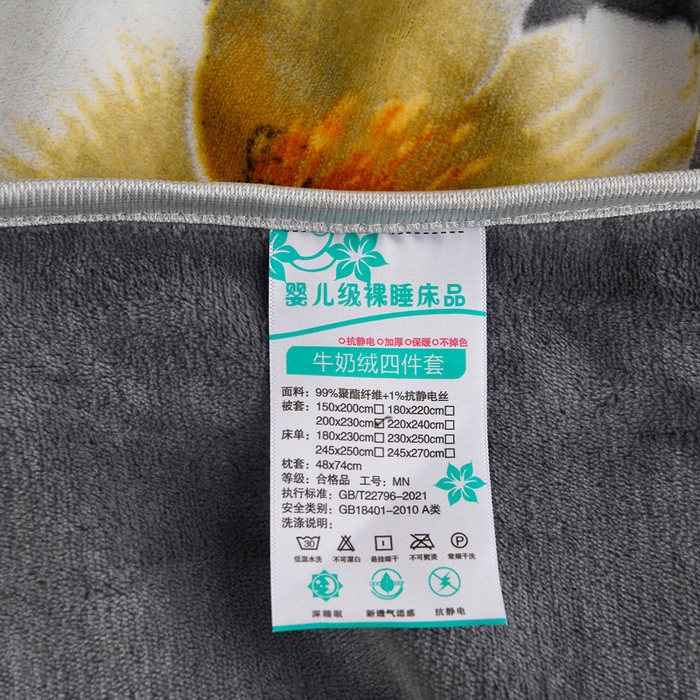 婴儿级裸睡床品
○抗静电 ○加厚 ○保暖 ○不掉色
牛奶绒四件套
面料：99%聚酯纤维+1%抗静电丝
被套：150x200cm□ 180x220cm□
200x230cm☑ 220x240cm□
床单：180x230cm□ 230x250cm□
245x250cm□ 245x270cm□
枕套：48x74cm
等级：合格品 工号：MN
执行标准：GB/T22796-2021
安全类别：GB18401-2010 A类
洗涤说明：
30 P
低温水洗 不可漂白 悬挂晾干 不可熨烫 常规干洗
深睡眠 新透气适感 抗静电